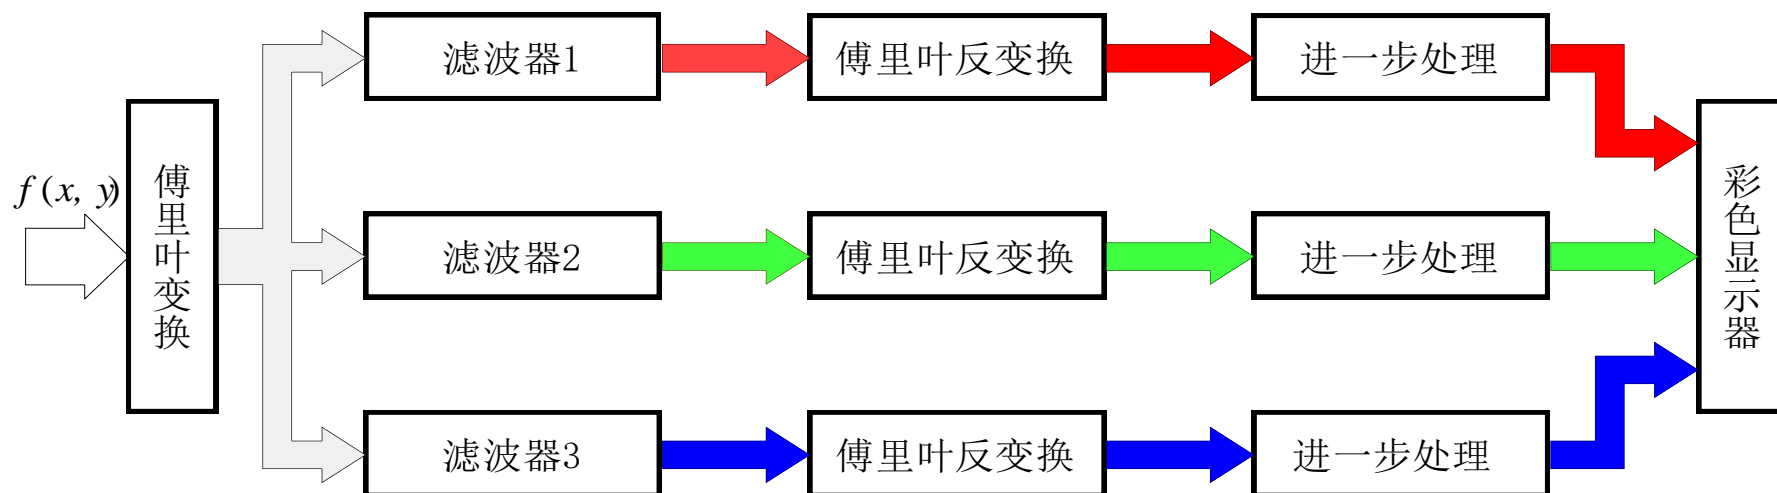 f(x, y)
傅里叶变换
滤波器1
傅里叶反变换
进一步处理
滤波器2
傅里叶反变换
进一步处理
滤波器3
傅里叶反变换
进一步处理
彩色显示器